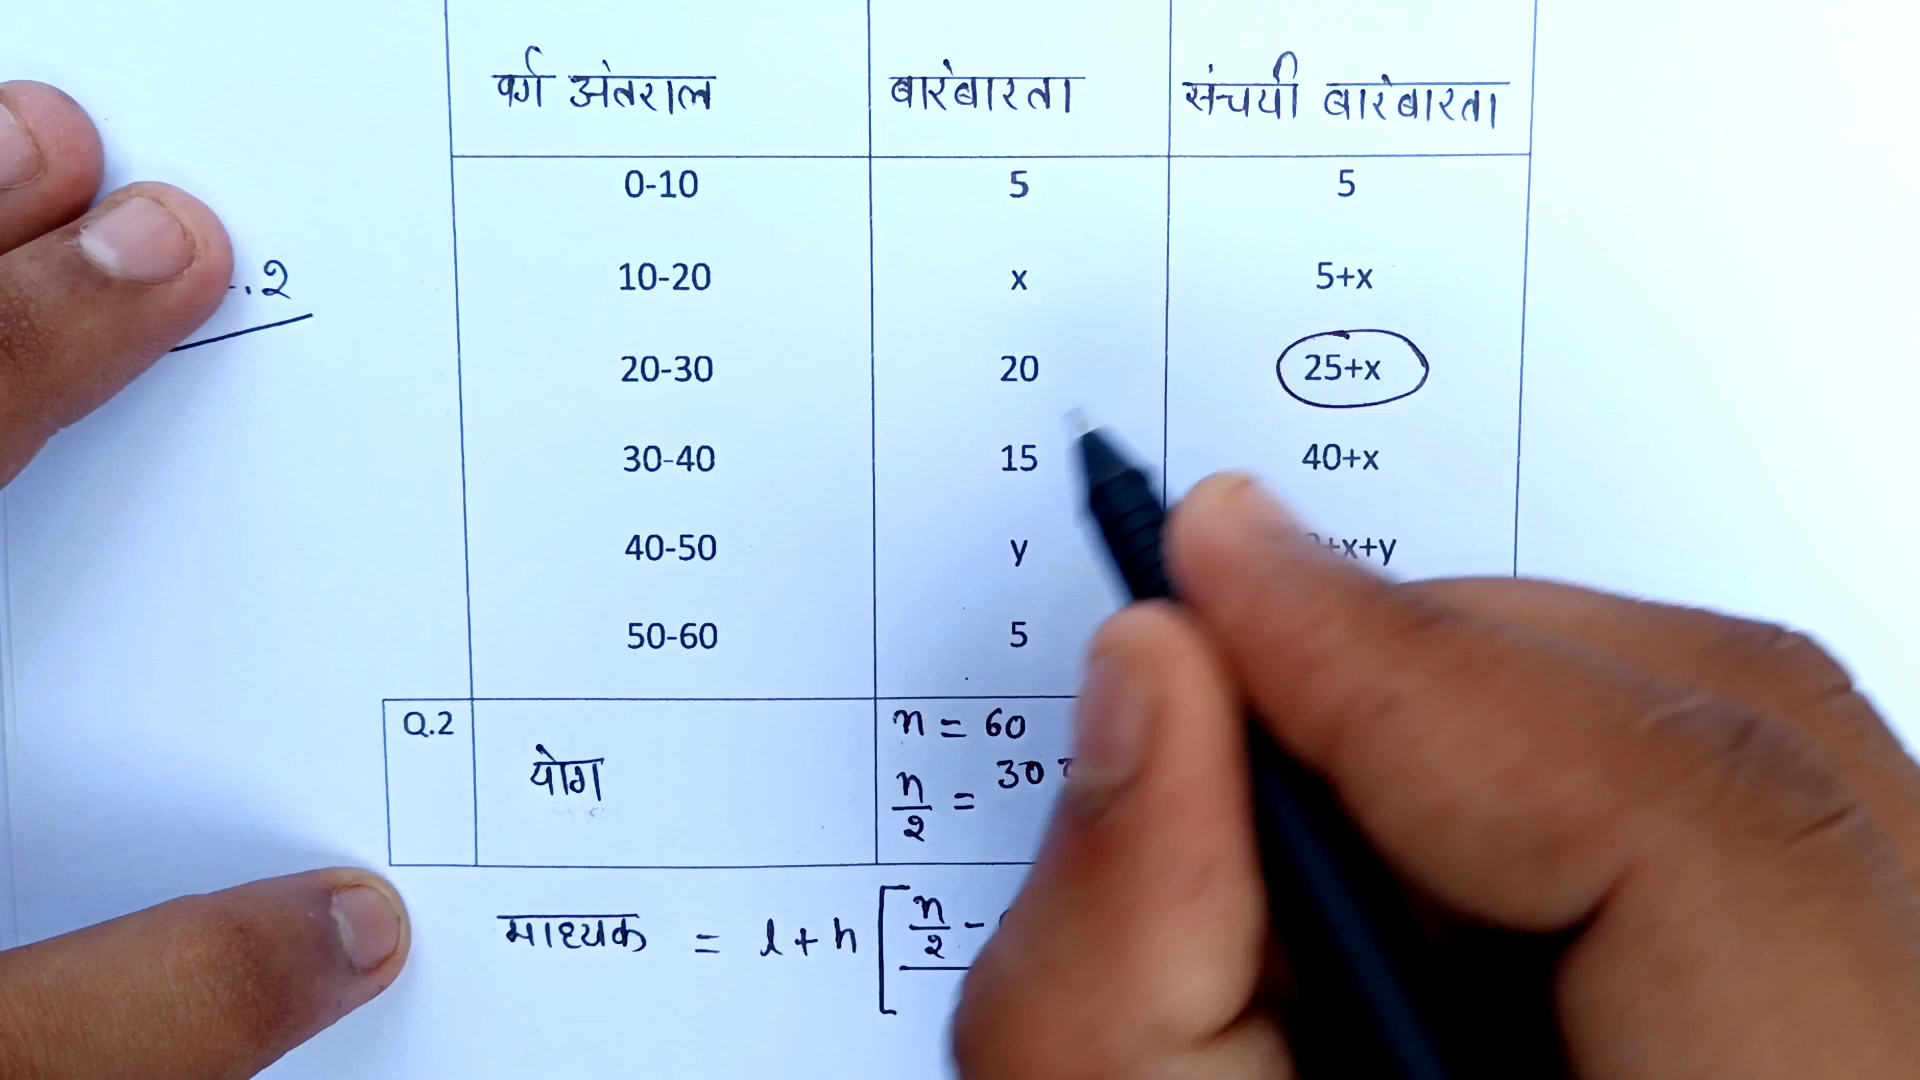 वर्ग अंतराल बारंबारता संचयी बारंबारता
0-10 5 5
10-20 x 5+x
.2
20-30 20 25+x
30-40 15 40+x
40-50 y +x+y
50-60 5
Q.2 योग n = 60
n/2 = 30
माध्यक = l + h [ n/2 -